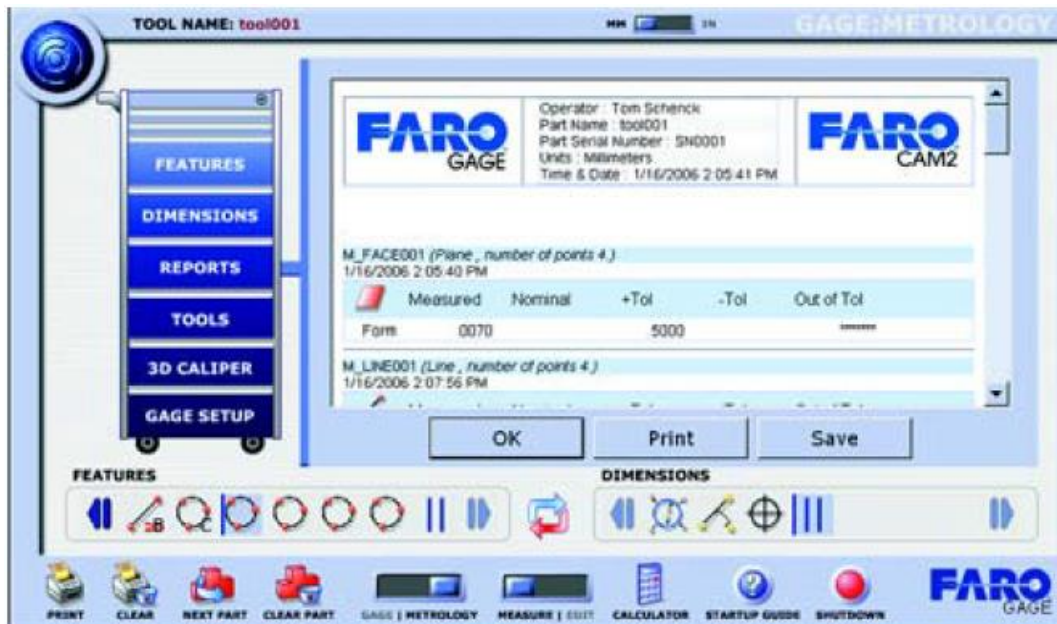 TOOL NAME: tool001
MM IN
GAGE:METROLOGY
FEATURES
DIMENSIONS
REPORTS
TOOLS
3D CALIPER
GAGE SETUP
FARO
GAGE
Operator : Tom Schenck
Part Name : tool001
Part Serial Number : SN0001
Units : Millimeters
Time & Date : 1/16/2006 2:05:41 PM
FARO
CAM2
M_FACE001 (Plane , number of points 4.)
1/16/2006 2:05:40 PM
Measured Nominal +Tol -Tol Out of Tol
Form .0070 .5000 *******
M_LINE001 (Line , number of points 4.)
1/16/2006 2:07:56 PM
OK Print Save
FEATURES
DIMENSIONS
B C
PRINT CLEAR NEXT PART CLEAR PART GAGE | METROLOGY MEASURE | EDIT CALCULATOR STARTUP GUIDE SHUTDOWN
FARO
GAGE